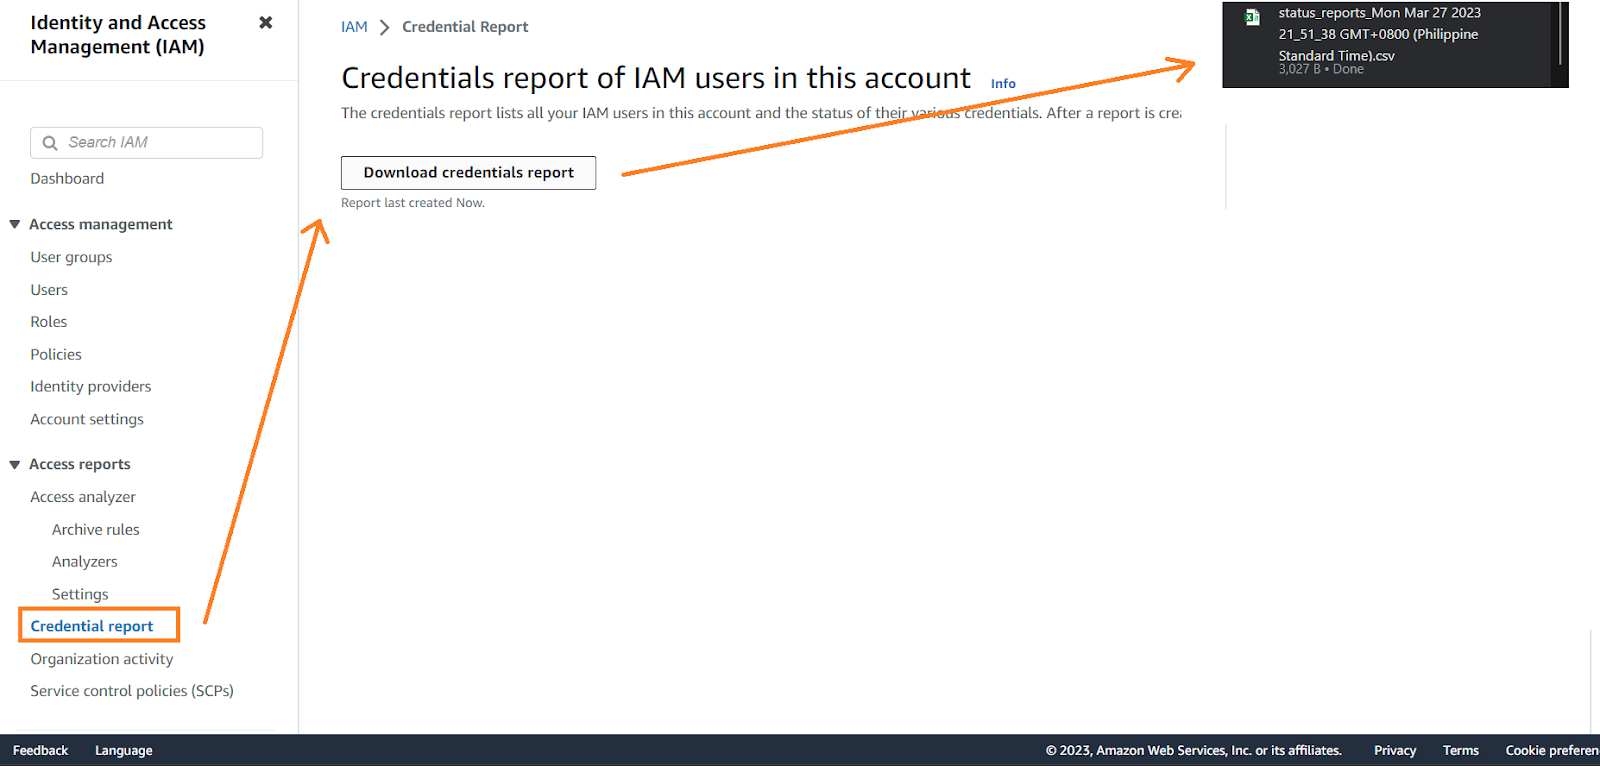 Identity and Access
Management (IAM)
Search IAM
Dashboard
Access management
User groups
Users
Roles
Policies
Identity providers
Account settings
Access reports
Access analyzer
Archive rules
Analyzers
Settings
Credential report
Organization activity
Service control policies (SCPs)
IAM > Credential Report
Credentials report of IAM users in this account Info
The credentials report lists all your IAM users in this account and the status of their various credentials. After a report is crea
Download credentials report
Report last created Now.
status_reports_Mon Mar 27 2023
21_51_38 GMT+0800 (Philippine
Standard Time).csv
3,027 B • Done
Feedback Language © 2023, Amazon Web Services, Inc. or its affiliates. Privacy Terms Cookie preferen